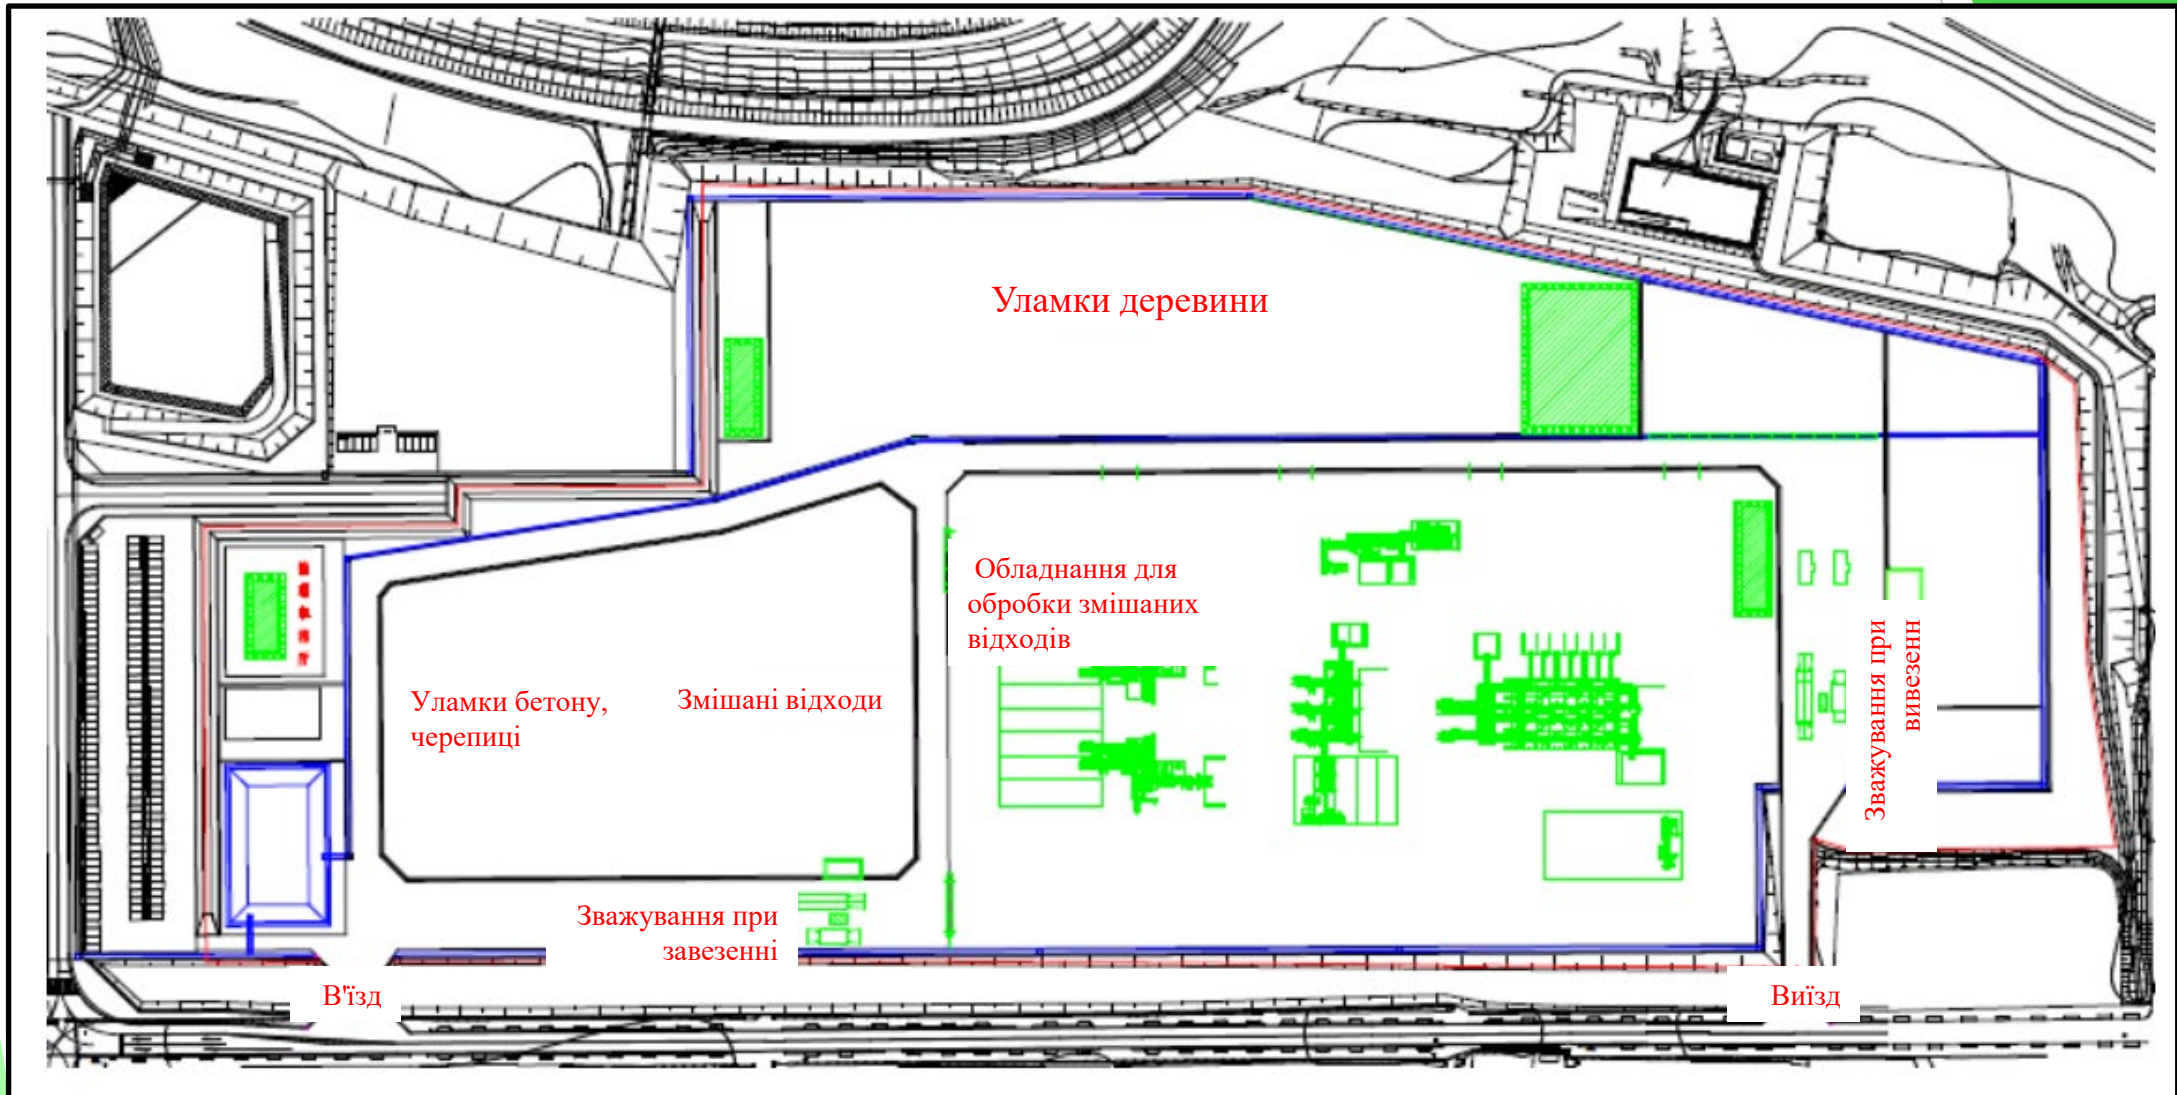 Уламки деревини
Обладнання для
обробки змішаних
відходів
Уламки бетону,
черепиці
Змішані відходи
Зважування при
вивезенн
Зважування при
завезенні
В'їзд
Виїзд